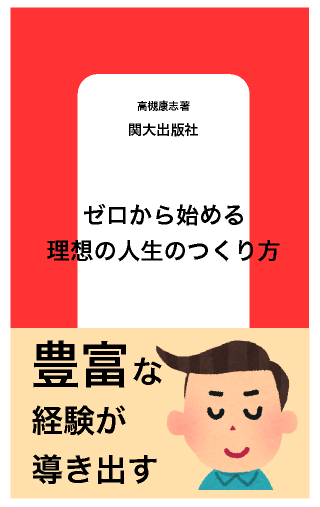 高槻康志著
関大出版社
ゼロから始める
理想の人生のつくり方
豊富な
経験が
導き出す